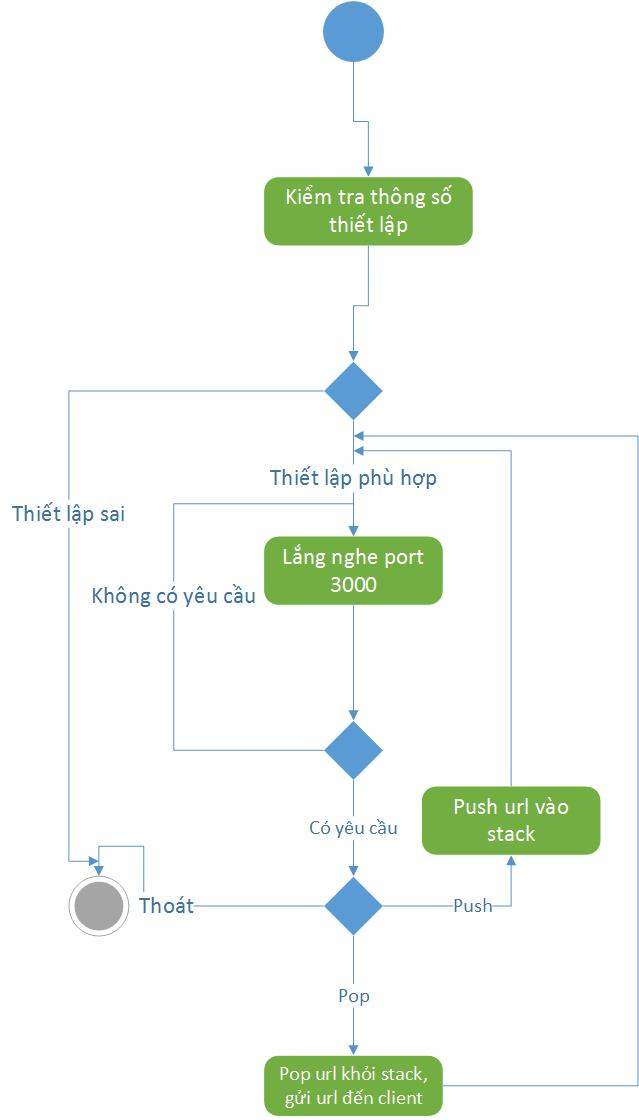 Kiểm tra thông số
thiết lập
Thiết lập phù hợp
Thiết lập sai
Lắng nghe port
3000
Không có yêu cầu
Push url vào
stack
Có yêu cầu
Thoát
Push
Pop
Pop url khỏi stack,
gửi url đến client